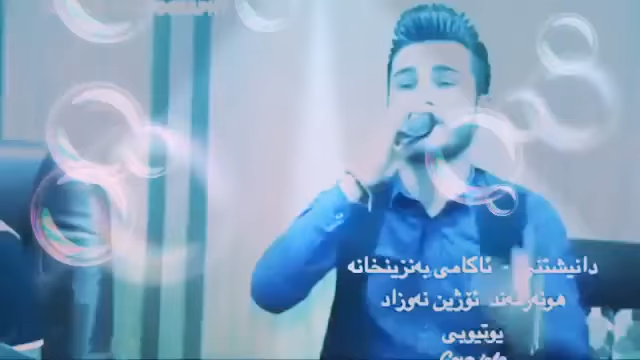 دانیشتنی - ئاکامی بەنزینخانە
هونەرمەند ئۆژین نەوزاد
یوتیوبی